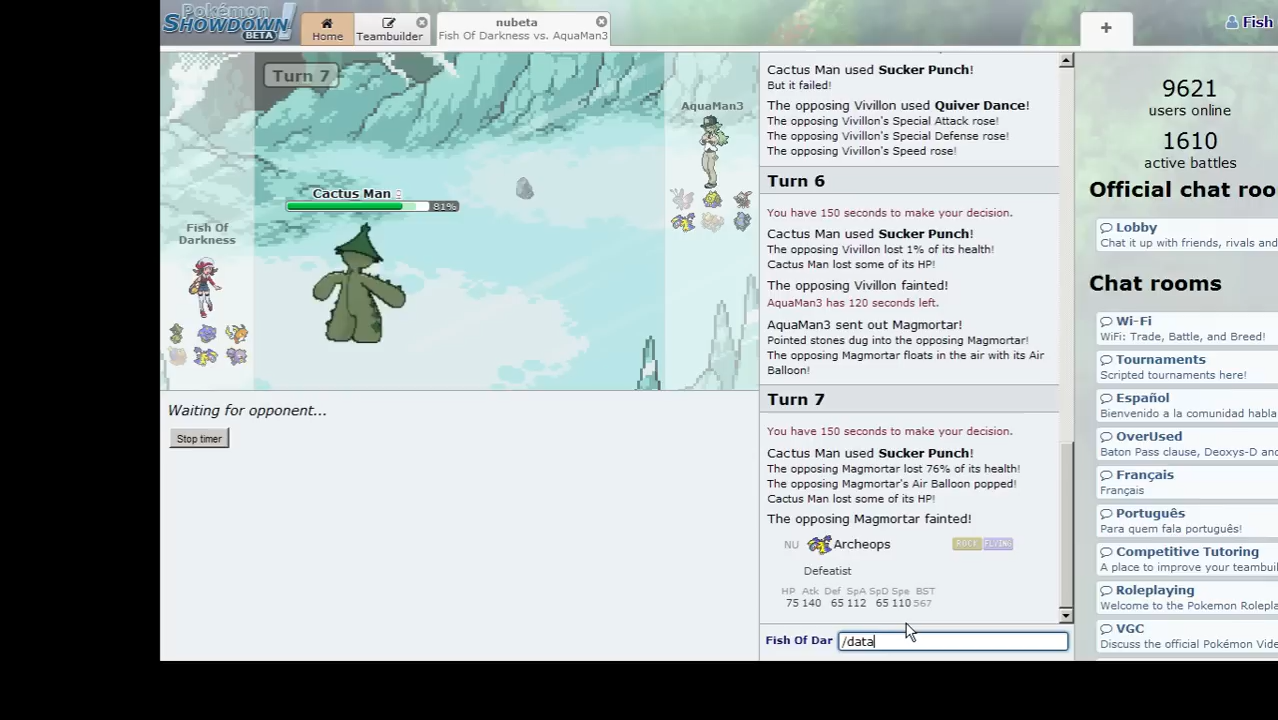 Pokémon
SHOWDOWN!
BETA
Home
Teambuilder
nubeta
Fish Of Darkness vs. AquaMan3
+
Fish
Turn 7
AquaMan3
Cactus Man
81%
Fish Of
Darkness
Waiting for opponent...
Stop timer
Cactus Man used Sucker Punch!
But it failed!
The opposing Vivillon used Quiver Dance!
The opposing Vivillon's Special Attack rose!
The opposing Vivillon's Special Defense rose!
The opposing Vivillon's Speed rose!
Turn 6
You have 150 seconds to make your decision.
Cactus Man used Sucker Punch!
The opposing Vivillon lost 1% of its health!
Cactus Man lost some of its HP!
The opposing Vivillon fainted!
AquaMan3 has 120 seconds left.
AquaMan3 sent out Magmortar!
Pointed stones dug into the opposing Magmortar!
The opposing Magmortar floats in the air with its Air
Balloon!
Turn 7
You have 150 seconds to make your decision.
Cactus Man used Sucker Punch!
The opposing Magmortar lost 76% of its health!
The opposing Magmortar's Air Balloon popped!
Cactus Man lost some of its HP!
The opposing Magmortar fainted!
NU Archeops ROCK FLYING
Defeatist
HP Atk Def SpA SpD Spe BST
75 140 65 112 65 110 567
Fish Of Dar /data
9621
users online
1610
active battles
Official chat roo
Lobby
Chat it up with friends, rivals and
Chat rooms
Wi-Fi
WiFi: Trade, Battle, and Breed!
Tournaments
Scripted tournaments here!
Español
Bienvenido a la comunidad habla
OverUsed
Baton Pass clause, Deoxys-D and
Français
Français
Português
Para quem fala português!
Competitive Tutoring
A place to improve your teambuil
Roleplaying
Welcome to the Pokemon Rolepla
VGC
Discuss the official Pokémon Vide